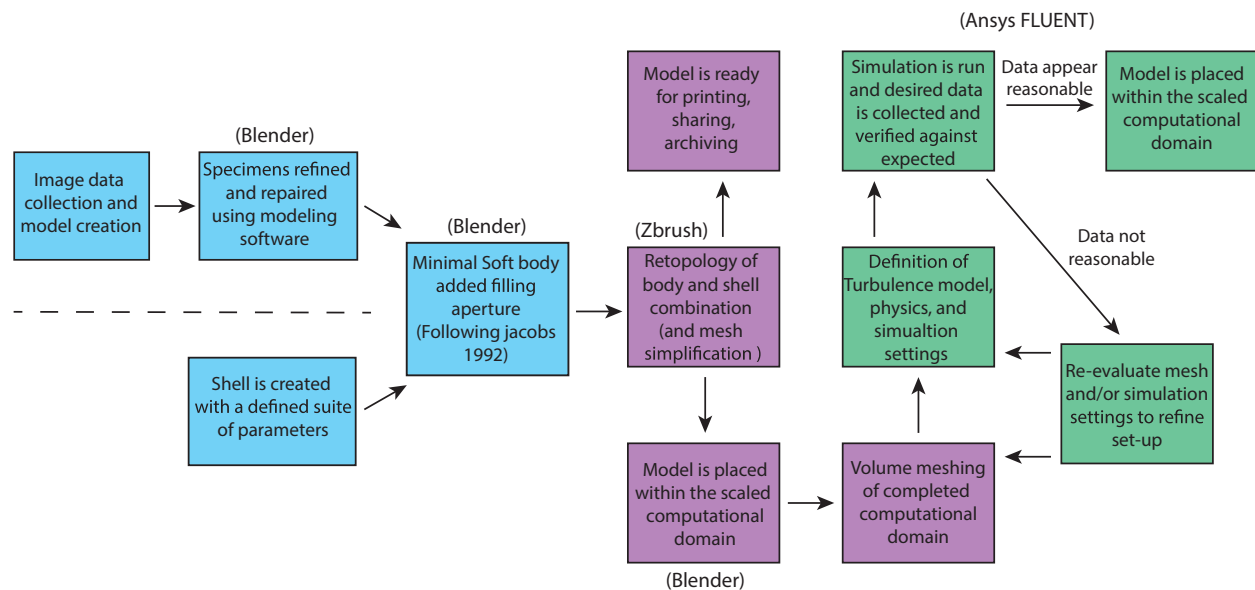 (Blender)
Image data
collection and
model creation
Specimens refined
and repaired
using modeling
software
Shell is created
with a defined suite
of parameters
(Blender)
Minimal Soft body
added filling
aperture
(Following jacobs
1992)
Model is ready
for printing,
sharing,
archiving
(Zbrush)
Retopology of
body and shell
combination
(and mesh
simplification )
Model is placed
within the scaled
computational
domain
(Blender)
Volume meshing
of completed
computational
domain
Definition of
Turbulence model,
physics, and
simualtion
settings
(Ansys FLUENT)
Simulation is run
and desired data
is collected and
verified against
expected
Data appear
reasonable
Model is placed
within the scaled
computational
domain
Data not
reasonable
Re-evaluate mesh
and/or simulation
settings to refine
set-up